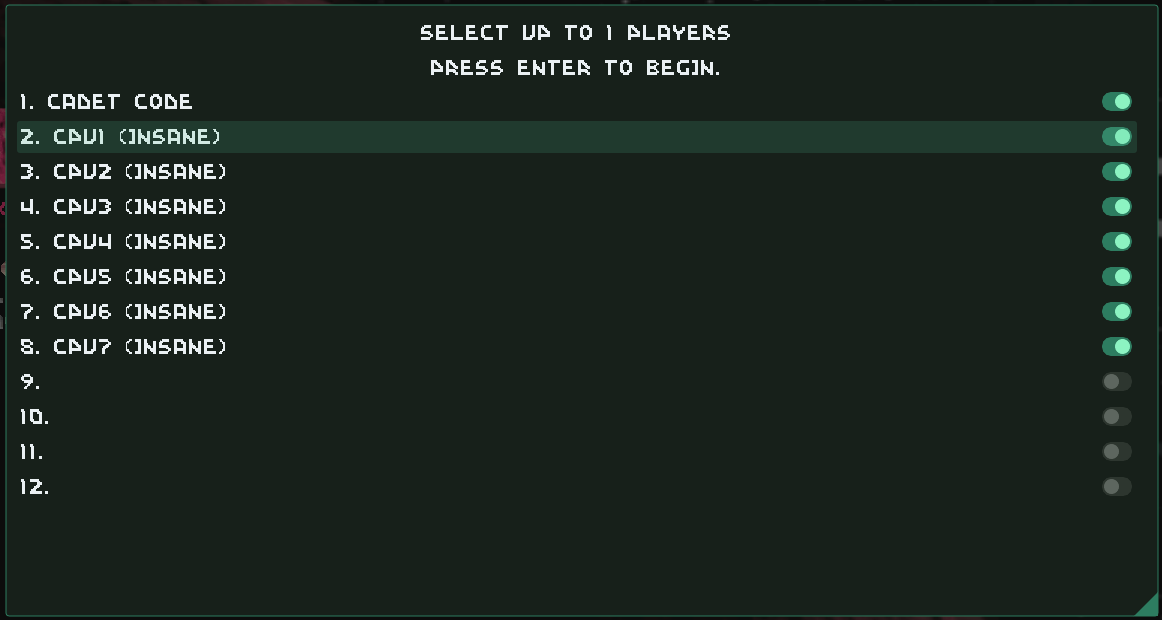 SELECT UP TO 1 PLAYERS
PRESS ENTER TO BEGIN.
1. CADET CODE
2. CPU1 (INSANE)
3. CPU2 (INSANE)
4. CPU3 (INSANE)
5. CPU4 (INSANE)
6. CPU5 (INSANE)
7. CPU6 (INSANE)
8. CPU7 (INSANE)
9.
10.
11.
12.